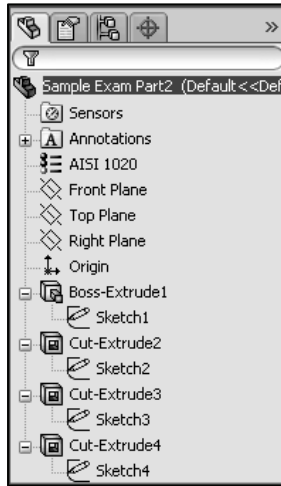 Sample Exam Part2 (Default<<Def
Sensors
Annotations
AISI 1020
Front Plane
Top Plane
Right Plane
Origin
Boss-Extrude1
Sketch1
Cut-Extrude2
Sketch2
Cut-Extrude3
Sketch3
Cut-Extrude4
Sketch4